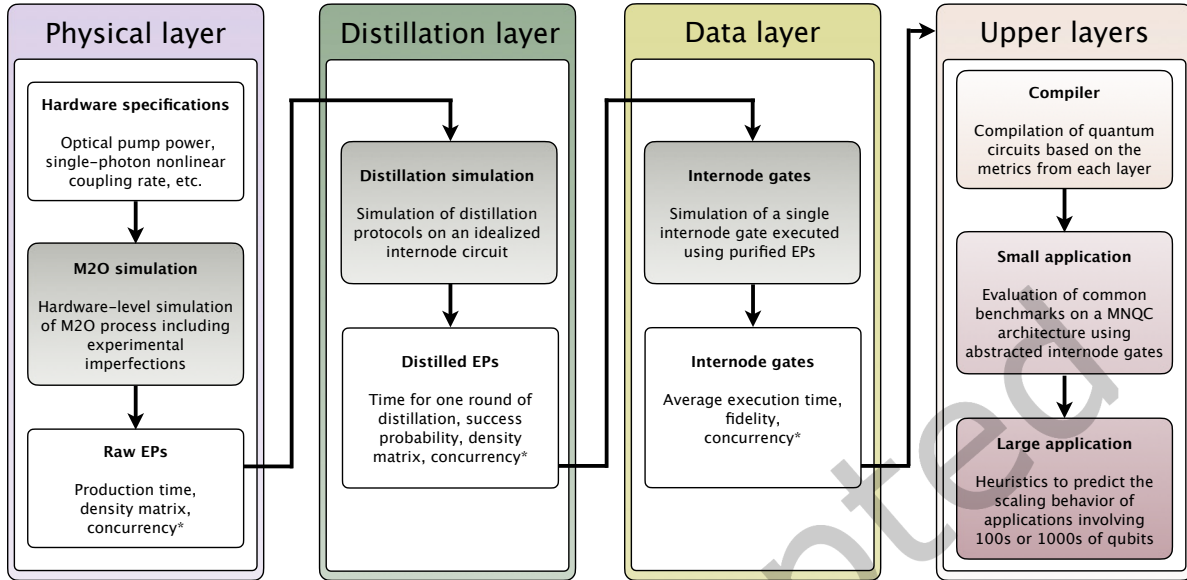 Physical layer
Hardware specifications
Optical pump power,
single-photon nonlinear
coupling rate, etc.
M2O simulation
Hardware-level simulation
of M2O process including
experimental
imperfections
Raw EPs
Production time,
density matrix,
concurrency*
Distillation layer
Distillation simulation
Simulation of distillation
protocols on an idealized
internode circuit
Distilled EPs
Time for one round of
distillation, success
probability, density
matrix, concurrency*
Data layer
Internode gates
Simulation of a single
internode gate executed
using purified EPs
Internode gates
Average execution time,
fidelity,
concurrency*
Upper layers
Compiler
Compilation of quantum
circuits based on the
metrics from each layer
Small application
Evaluation of common
benchmarks on a MNQC
architecture using
abstracted internode gates
Large application
Heuristics to predict the
scaling behavior of
applications involving
100s or 1000s of qubits
pted